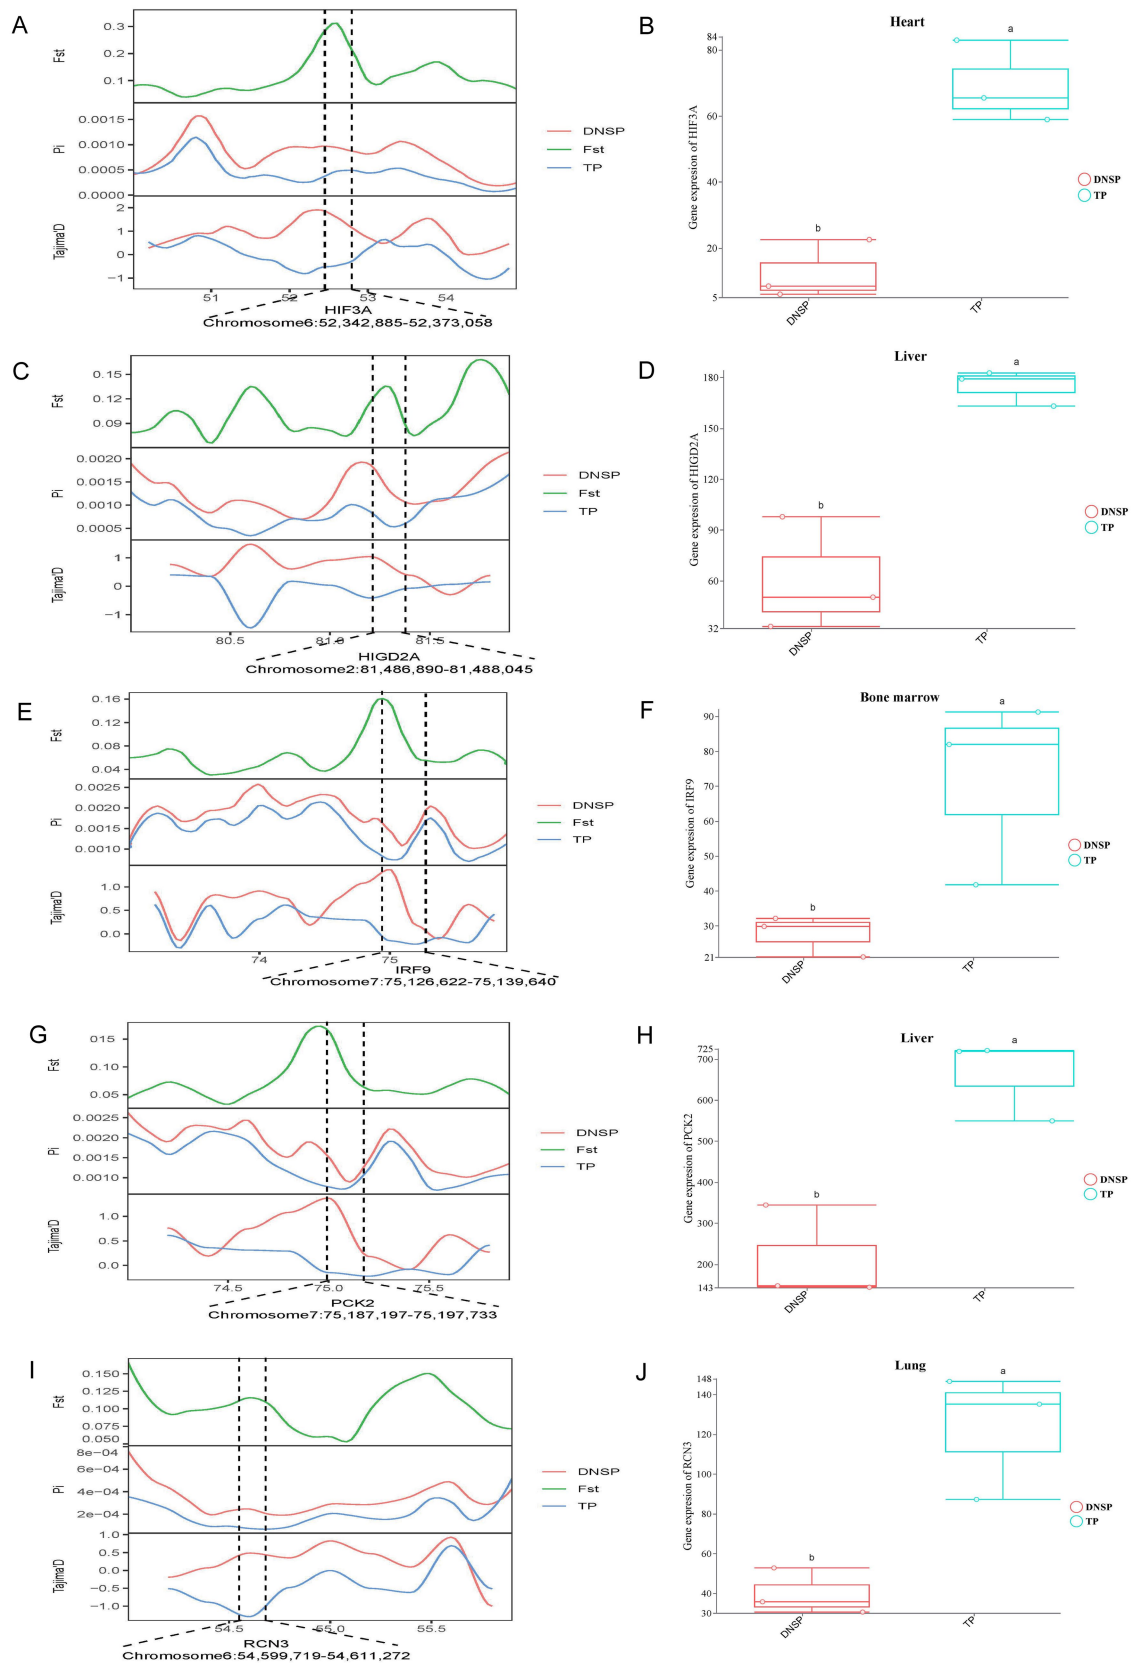 A
Fst
0.3
0.2
0.1
Pi
0.0015
0.0010
0.0005
0.0000
Tajima'D
2
1
0
−1
51
52
53
54
HIF3A
Chromosome6:52,342,885-52,373,058
DNSP
Fst
TP
B
Heart
Gene expresion of HIF3A
84
60
40
20
5
b
a
DNSP
TP
DNSP
TP
C
Fst
0.15
0.09
Pi
0.0020
0.0015
0.0010
0.0005
Tajima'D
1
0
−1
80.5
81.0
81.5
HIGD2A
Chromosome2:81,486,890-81,488,045
DNSP
Fst
TP
D
Liver
Gene expresion of HIGD2A
180
150
120
90
60
32
b
a
DNSP
TP
DNSP
TP
E
Fst
0.16
0.12
0.08
0.04
Pi
0.0025
0.0020
0.0015
0.0010
Tajima'D
1.0
0.5
0.0
74
75
IRF9
Chromosome7:75,126,622-75,139,640
DNSP
Fst
TP
F
Bone marrow
Gene expresion of IRF9
90
80
70
60
50
40
30
21
b
a
DNSP
TP
DNSP
TP
G
Fst
015
0.10
0.05
Pi
0.0025
0.0020
0.0015
0.0010
Tajima'D
1.0
0.5
0.0
74.5
75.0
75.5
PCK2
Chromosome7:75,187,197-75,197,733
DNSP
Fst
TP
H
Liver
Gene expresion of PCK2
725
700
600
500
400
300
200
143
b
a
DNSP
TP
DNSP
TP
I
Fst
0.150
0.125
0.100
0.075
0.050
Pi
8e-04
6e-04
4e-04
2e-04
Tajima'D
1.0
0.5
0.0
−0.5
−1.0
54.5
55.0
55.5
RCN3
Chromosome6:54,599,719-54,611,272
DNSP
Fst
TP
J
Lung
Gene expresion of RCN3
148
140
120
100
80
60
40
30
b
a
DNSP
TP
DNSP
TP